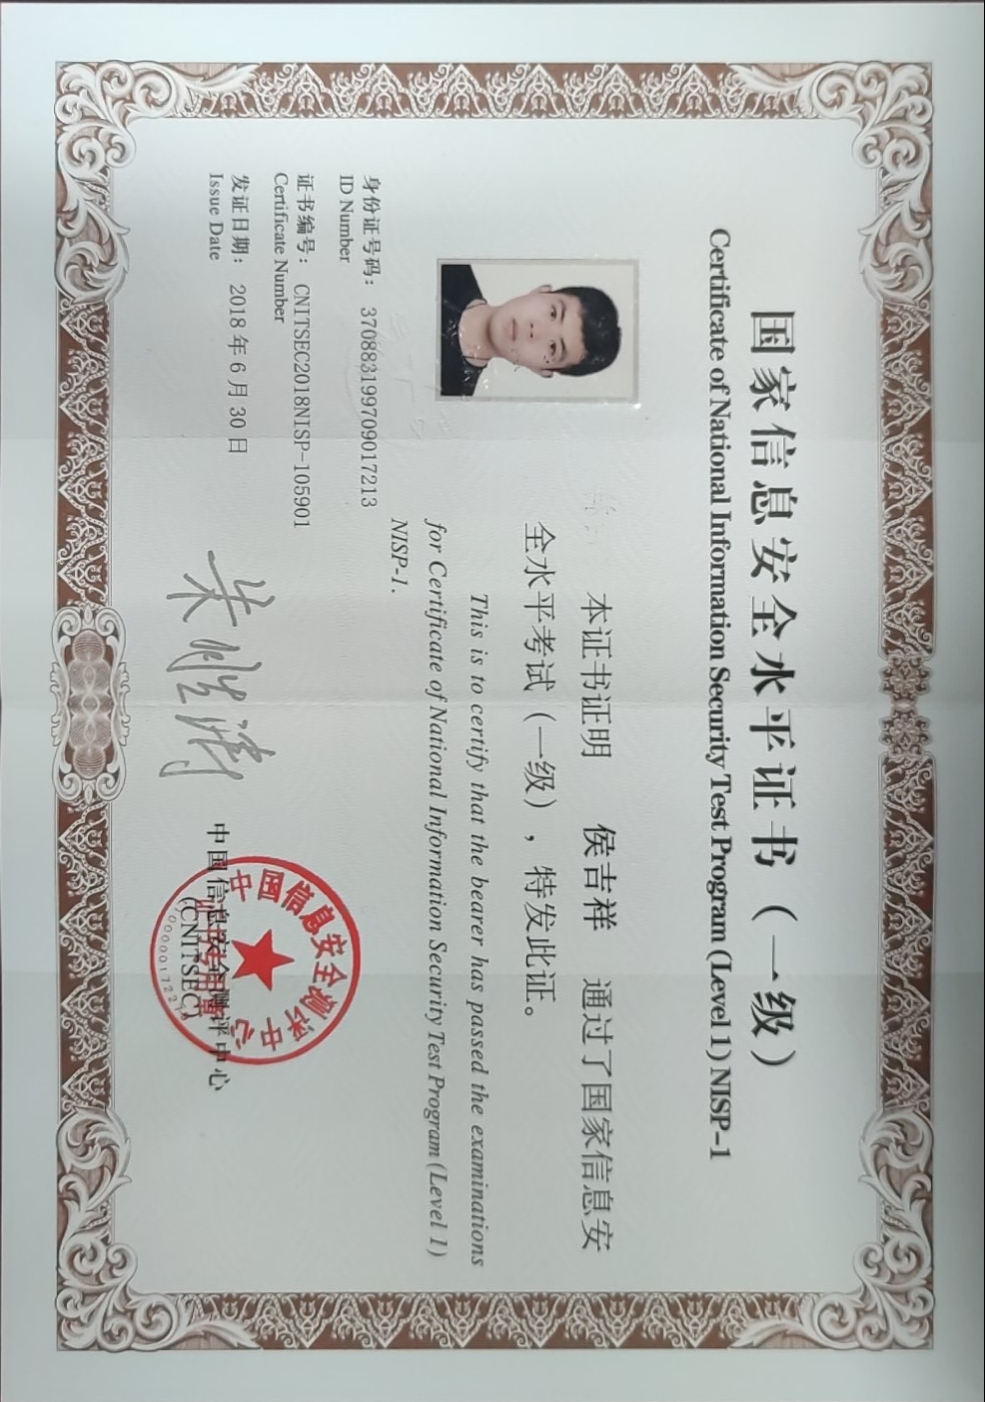 国家信息安全水平证书（一级）
Certificate of National Information Security Test Program (Level 1) NISP-1
本证书证明 侯吉祥 通过了国家信息安
全水平考试（一级），特发此证。
This is to certify that the bearer has passed the examinations
for Certificate of National Information Security Test Program (Level 1)
NISP-1.
身份证号码： 370883199709017213
ID Number
证书编号： CNITSEC2018NISP-105901
Certificate Number
发证日期： 2018 年 6 月 30 日
Issue Date
中国信息安全测评中心
(CNITSEC)
中国信息安全测评中心